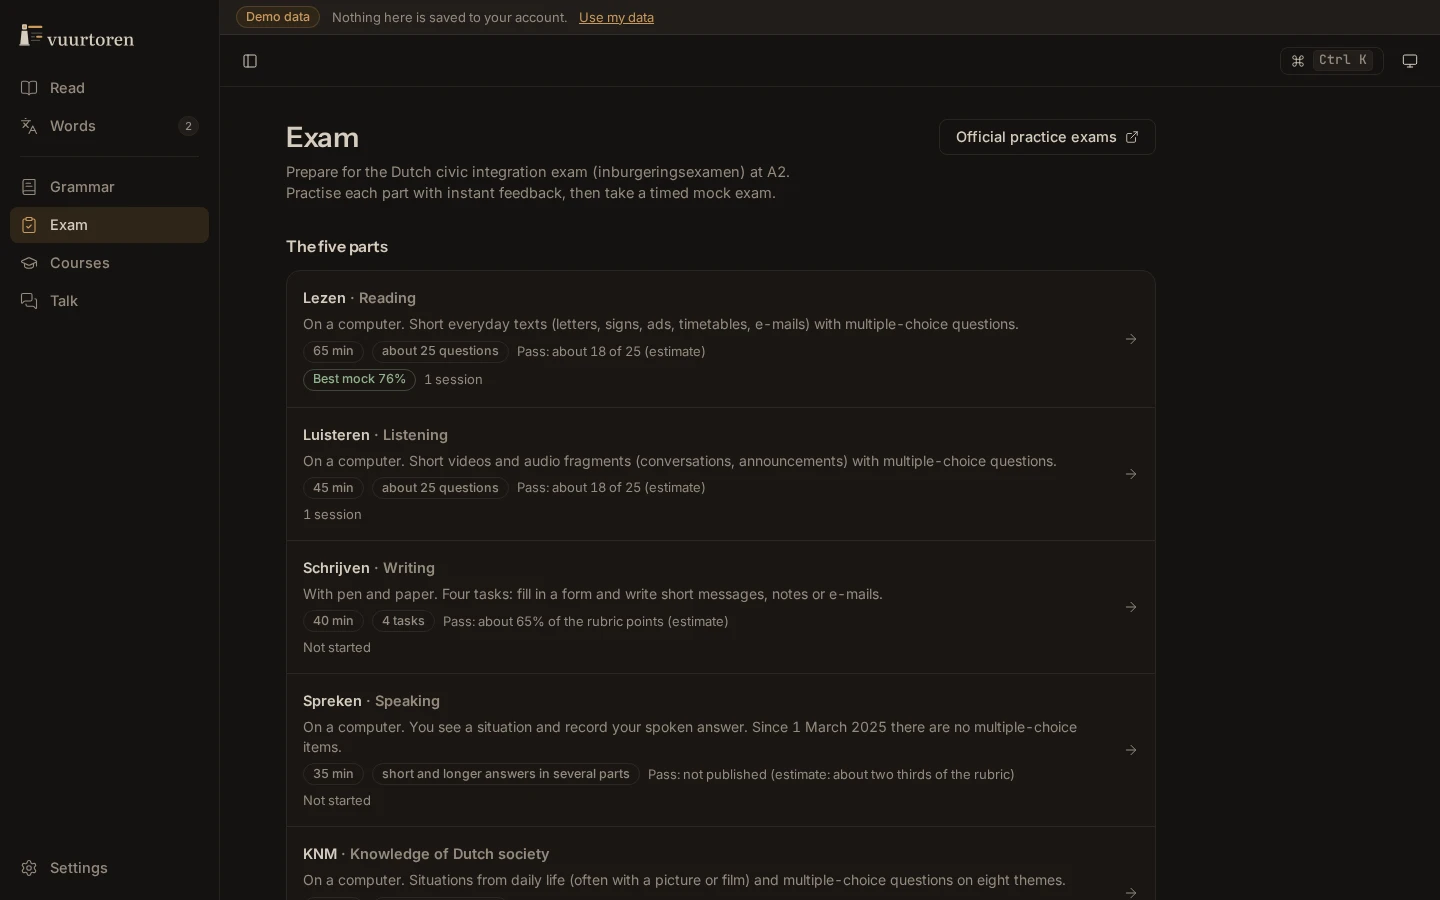 Demo data Nothing here is saved to your account. Use my data
vuurtoren
Ctrl K
Read
Words 2
Grammar
Exam
Courses
Talk
Settings
Exam
Official practice exams
Prepare for the Dutch civic integration exam (inburgeringsexamen) at A2.
Practise each part with instant feedback, then take a timed mock exam.
The five parts
Lezen · Reading
On a computer. Short everyday texts (letters, signs, ads, timetables, e-mails) with multiple-choice questions.
65 min about 25 questions Pass: about 18 of 25 (estimate)
Best mock 76% 1 session
Luisteren · Listening
On a computer. Short videos and audio fragments (conversations, announcements) with multiple-choice questions.
45 min about 25 questions Pass: about 18 of 25 (estimate)
1 session
Schrijven · Writing
With pen and paper. Four tasks: fill in a form and write short messages, notes or e-mails.
40 min 4 tasks Pass: about 65% of the rubric points (estimate)
Not started
Spreken · Speaking
On a computer. You see a situation and record your spoken answer. Since 1 March 2025 there are no multiple-choice
items.
35 min short and longer answers in several parts Pass: not published (estimate: about two thirds of the rubric)
Not started
KNM · Knowledge of Dutch society
On a computer. Situations from daily life (often with a picture or film) and multiple-choice questions on eight themes.